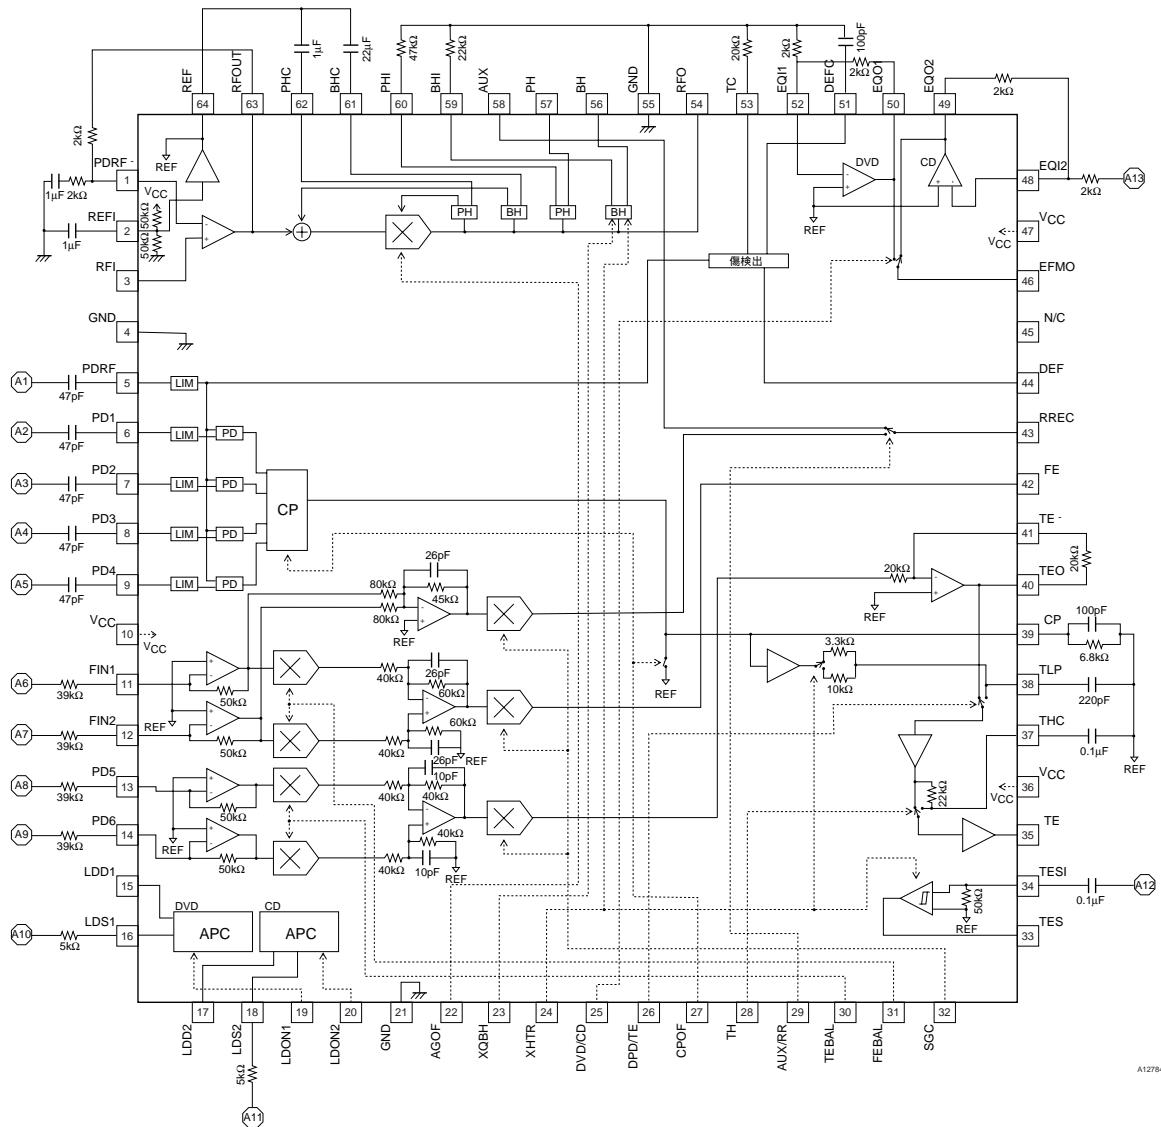 REF
RFOUT
PHC
1μF
BHC
22μF
PHI
47kΩ
BHI
22kΩ
AUX
PH
BH
GND
RFO
TC
20kΩ
EQI1
2kΩ
DEFC
100pF
2kΩ
EQO1
EQO2
2kΩ
64
63
62
61
60
59
58
57
56
55
54
53
52
51
50
49
2kΩ
PDRF -
1
1μF
2kΩ
REF
VCC
50kΩ
50kΩ
REFI
2
1μF
RFI
3
GND
4
PH
BH
PH
BH
DVD
REF
CD
傷検出
EQI2
48
2kΩ
A13
VCC
47
VCC
EFMO
46
N/C
45
DEF
44
RREC
43
FE
42
TE -
41
20kΩ
TEO
40
20kΩ
REF
CP
39
100pF
6.8kΩ
TLP
38
220pF
THC
37
0.1μF
REF
VCC
36
VCC
TE
35
TESI
34
0.1μF
A12
50kΩ
REF
TES
33
A1
47pF
PDRF
5
LIM
A2
47pF
PD1
6
LIM
PD
A3
47pF
PD2
7
LIM
PD
A4
47pF
PD3
8
LIM
PD
A5
47pF
PD4
9
LIM
PD
CP
VCC
10
VCC
A6
39kΩ
FIN1
11
50kΩ
A7
39kΩ
FIN2
12
REF
50kΩ
A8
39kΩ
PD5
13
50kΩ
A9
39kΩ
PD6
14
REF
50kΩ
80kΩ
80kΩ
26pF
45kΩ
REF
40kΩ
26pF
60kΩ
60kΩ
40kΩ
26pF
REF
10pF
40kΩ
40kΩ
40kΩ
40kΩ
10pF
REF
REF
3.3kΩ
10kΩ
22kΩ
LDD1
15
A10
5kΩ
LDS1
16
DVD
APC
CD
APC
17
18
19
20
21
22
23
24
25
26
27
28
29
30
31
32
LDD2
LDS2
LDON1
LDON2
GND
AGOF
XQBH
XHTR
DVD/CD
DPD/TE
CPOF
TH
AUX/RR
TEBAL
FEBAL
SGC
5kΩ
A11
A12784